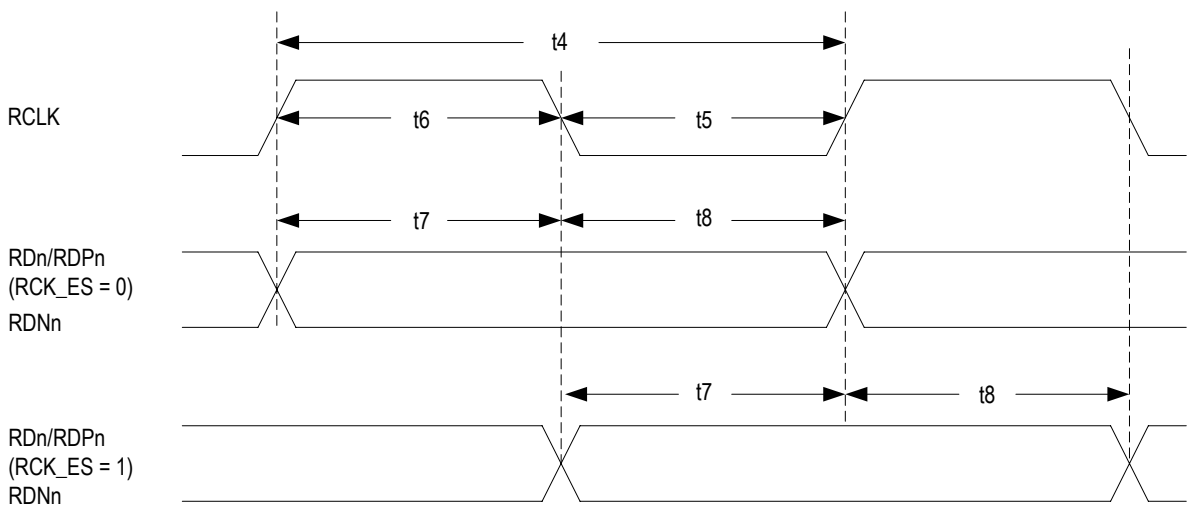 t4
RCLK
t6
t5
t7
t8
RDn/RDPn
(RCK_ES = 0)
RDNn
t7
t8
RDn/RDPn
(RCK_ES = 1)
RDNn